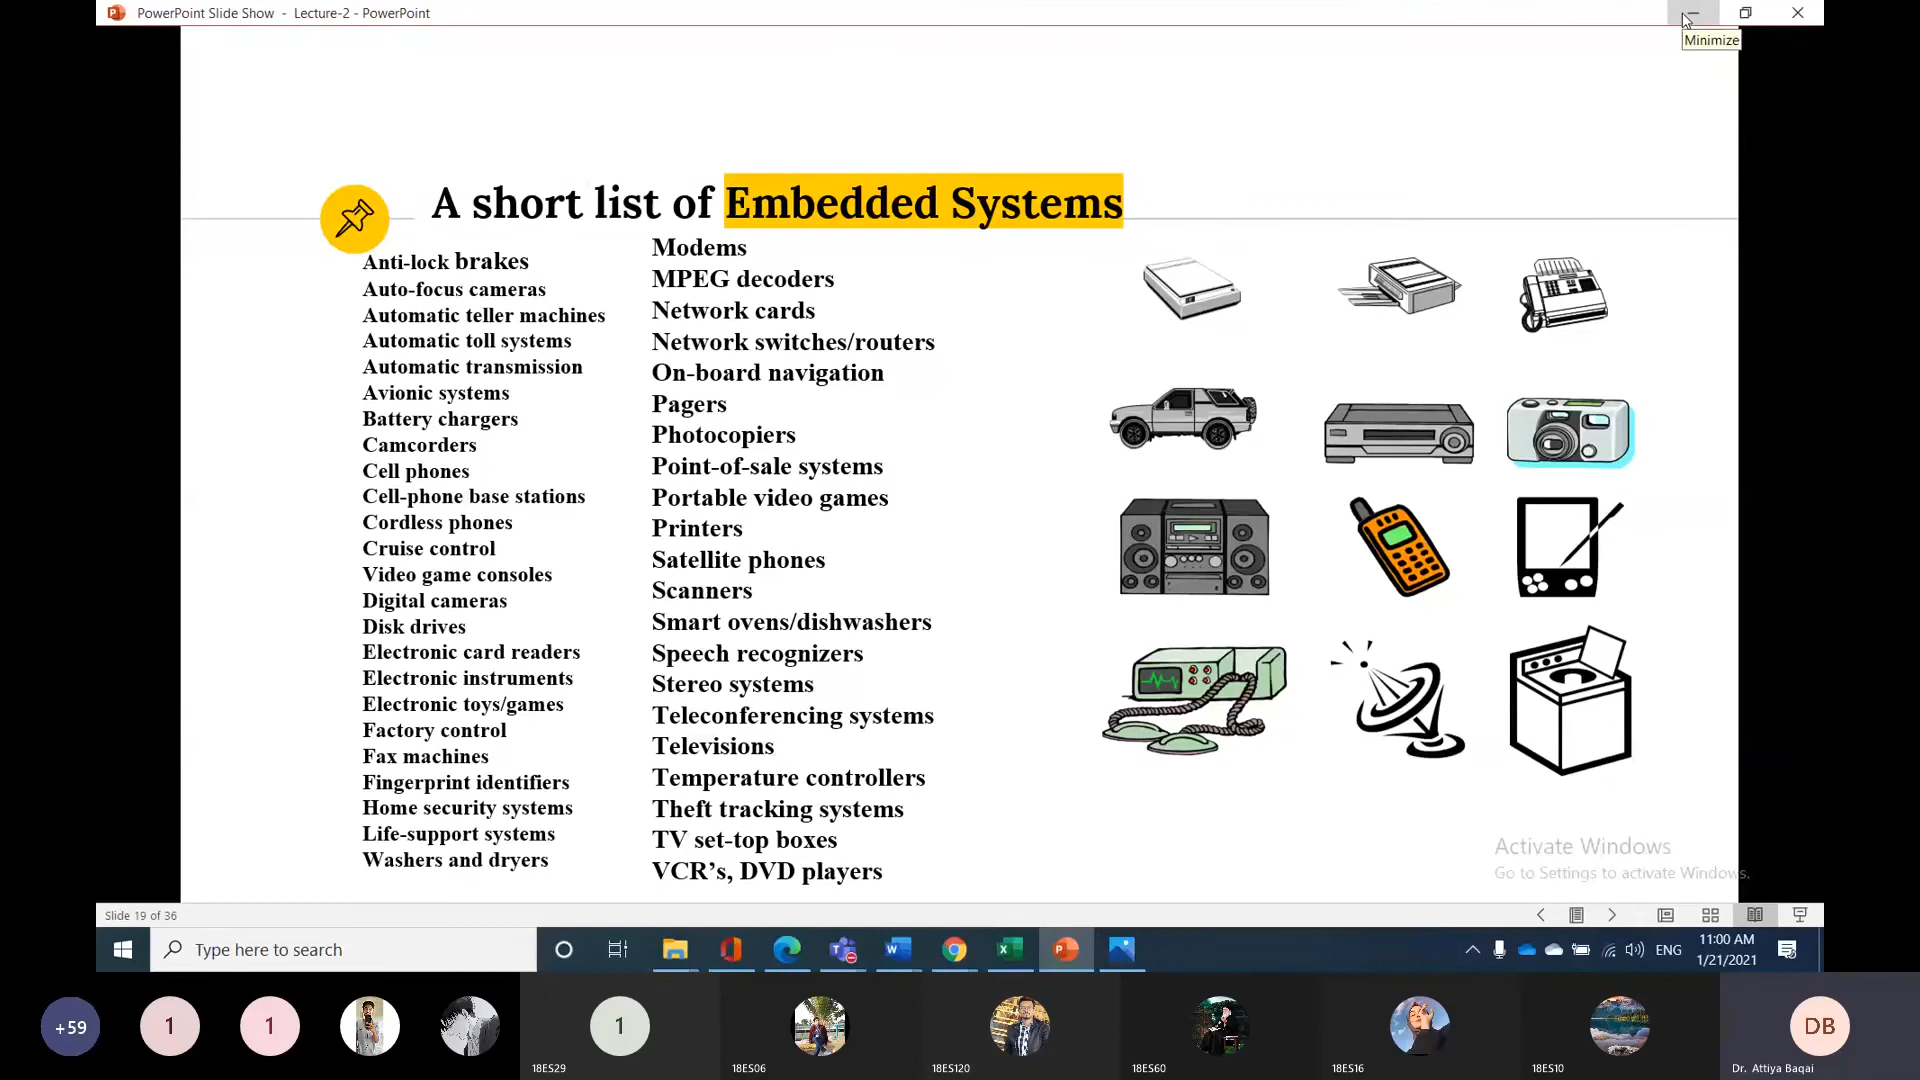 PowerPoint Slide Show - Lecture-2 - PowerPoint
Minimize
A short list of Embedded Systems
Anti-lock brakes
Auto-focus cameras
Automatic teller machines
Automatic toll systems
Automatic transmission
Avionic systems
Battery chargers
Camcorders
Cell phones
Cell-phone base stations
Cordless phones
Cruise control
Video game consoles
Digital cameras
Disk drives
Electronic card readers
Electronic instruments
Electronic toys/games
Factory control
Fax machines
Fingerprint identifiers
Home security systems
Life-support systems
Washers and dryers
Modems
MPEG decoders
Network cards
Network switches/routers
On-board navigation
Pagers
Photocopiers
Point-of-sale systems
Portable video games
Printers
Satellite phones
Scanners
Smart ovens/dishwashers
Speech recognizers
Stereo systems
Teleconferencing systems
Televisions
Temperature controllers
Theft tracking systems
TV set-top boxes
VCR's, DVD players
Activate Windows
Go to Settings to activate Windows.
Slide 19 of 36
Type here to search
ENG
11:00 AM
1/21/2021
+59
1
1
1
DB
18ES29
18ES06
18ES120
18ES60
18ES16
18ES10
Dr. Attiya Baqai